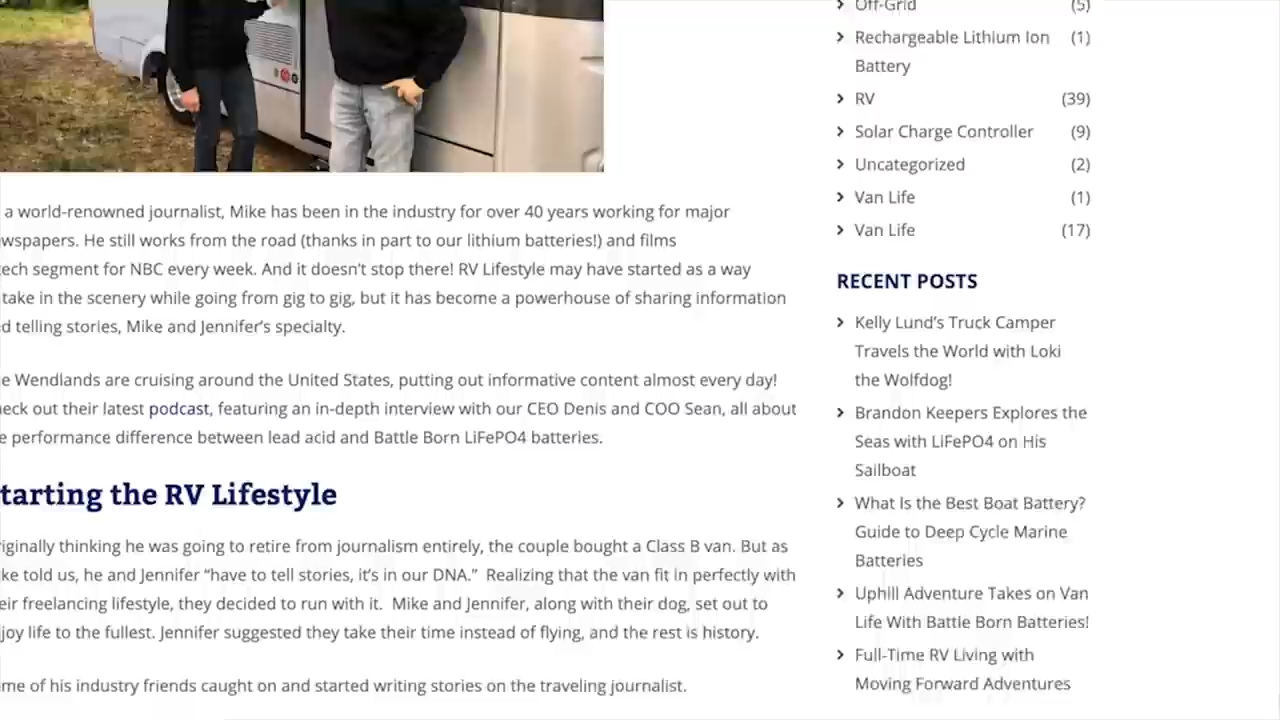 a world-renowned journalist, Mike has been in the industry for over 40 years working for major
wspapers. He still works from the road (thanks in part to our lithium batteries!) and films
ech segment for NBC every week. And it doesn't stop there! RV Lifestyle may have started as a way
take in the scenery while going from gig to gig, but it has become a powerhouse of sharing information
d telling stories, Mike and Jennifer's specialty.
e Wendlands are cruising around the United States, putting out informative content almost every day!
eck out their latest podcast, featuring an in-depth interview with our CEO Denis and COO Sean, all about
e performance difference between lead acid and Battle Born LiFePO4 batteries.
tarting the RV Lifestyle
iginally thinking he was going to retire from journalism entirely, the couple bought a Class B van. But as
ke told us, he and Jennifer “have to tell stories, it's in our DNA.” Realizing that the van fit in perfectly with
eir freelancing lifestyle, they decided to run with it. Mike and Jennifer, along with their dog, set out to
joy life to the fullest. Jennifer suggested they take their time instead of flying, and the rest is history.
me of his industry friends caught on and started writing stories on the traveling journalist.
Off-Grid (5)
Rechargeable Lithium Ion (1)
Battery
RV (39)
Solar Charge Controller (9)
Uncategorized (2)
Van Life (1)
Van Life (17)
RECENT POSTS
Kelly Lund's Truck Camper
Travels the World with Loki
the Wolfdog!
Brandon Keepers Explores the
Seas with LiFePO4 on His
Sailboat
What Is the Best Boat Battery?
Guide to Deep Cycle Marine
Batteries
Uphill Adventure Takes on Van
Life With Battle Born Batteries!
Full-Time RV Living with
Moving Forward Adventures